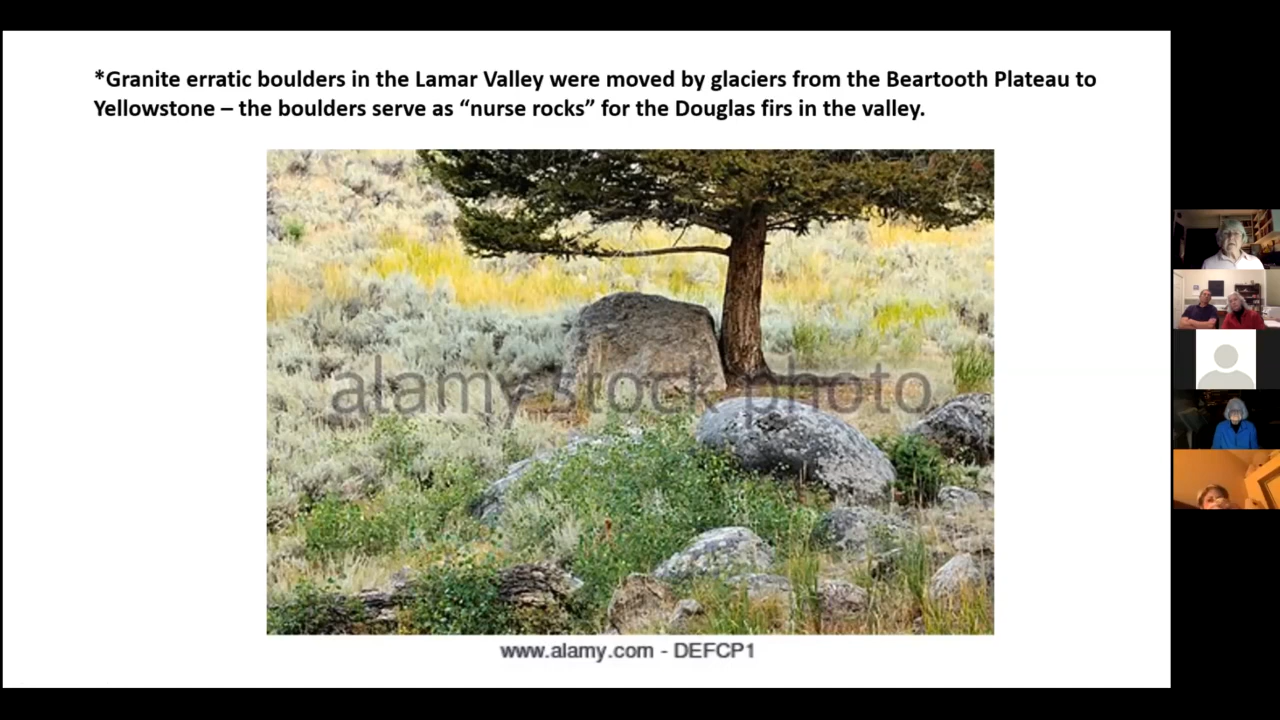 *Granite erratic boulders in the Lamar Valley were moved by glaciers from the Beartooth Plateau to
Yellowstone – the boulders serve as “nurse rocks” for the Douglas firs in the valley.
alamy stock photo
www.alamy.com - DEFCP1